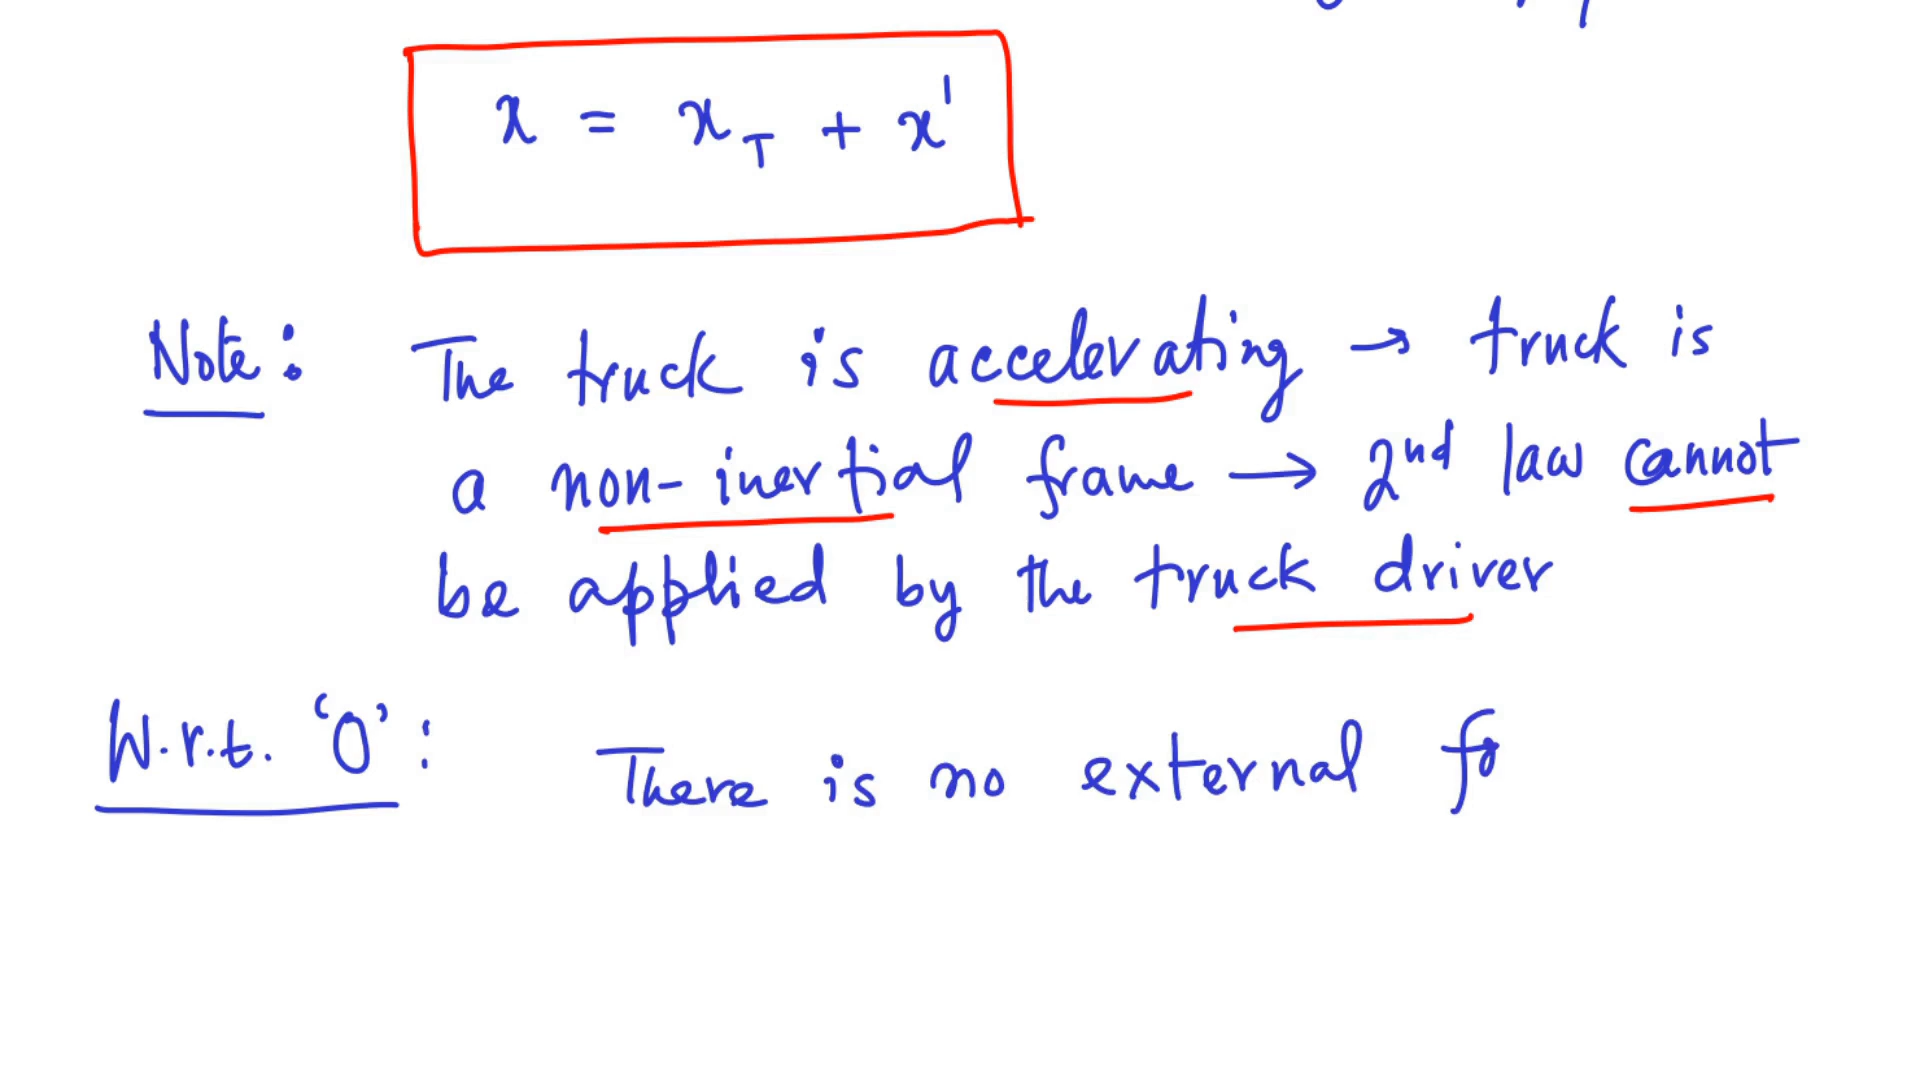 x = x_T + x'
Note: The truck is accelerating → truck is
a non-inertial frame → 2nd law cannot
be applied by the truck driver
W.r.t. 'O': There is no external fo